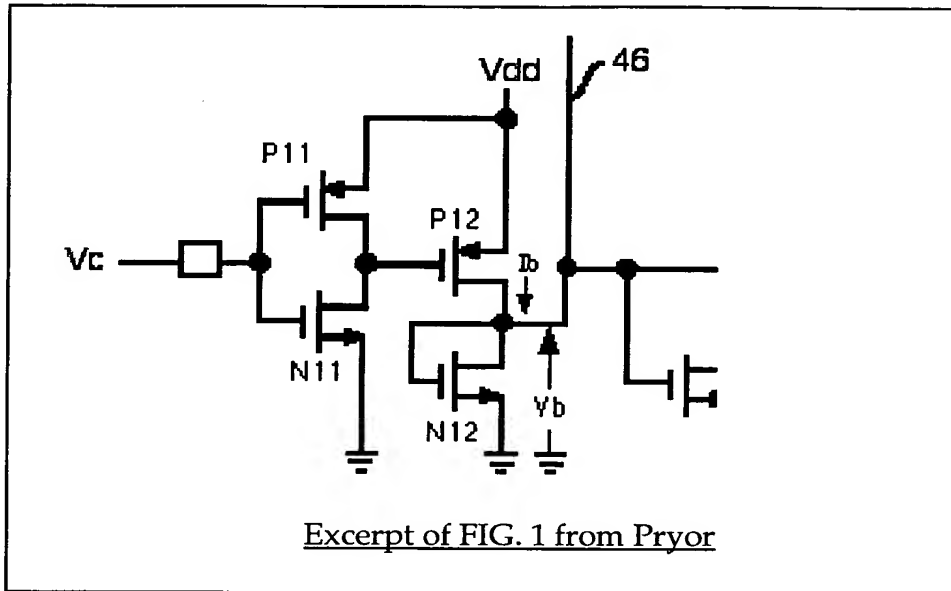 46
Vdd
P11
P12
Vc
Ib
N11
Vb
N12
Excerpt of FIG. 1 from Pryor